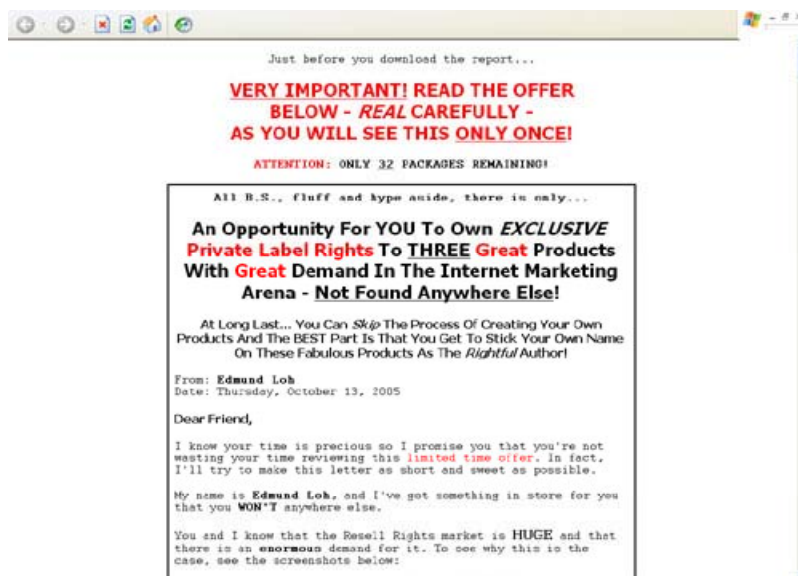 Just before you download the report...
VERY IMPORTANT! READ THE OFFER
BELOW - REAL CAREFULLY -
AS YOU WILL SEE THIS ONLY ONCE!
ATTENTION: ONLY 32 PACKAGES REMAINING!
All B.S., fluff and hype aside, there is only...
An Opportunity For YOU To Own EXCLUSIVE
Private Label Rights To THREE Great Products
With Great Demand In The Internet Marketing
Arena - Not Found Anywhere Else!
At Long Last... You Can Skip The Process Of Creating Your Own
Products And The BEST Part Is That You Get To Stick Your Own Name
On These Fabulous Products As The Rightful Author!
From: Edmund Loh
Date: Thursday, October 13, 2005
Dear Friend,
I know your time is precious so I promise you that you're not
wasting your time reviewing this limited time offer. In fact,
I'll try to make this letter as short and sweet as possible.
My name is Edmund Loh, and I've got something in store for you
that you WON'T anywhere else.
You and I know that the Resell Rights market is HUGE and that
there is an enormous demand for it. To see why this is the
case, see the screenshots below: